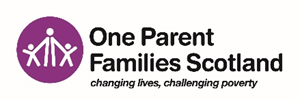 One Parent
Families Scotland
changing lives, challenging poverty